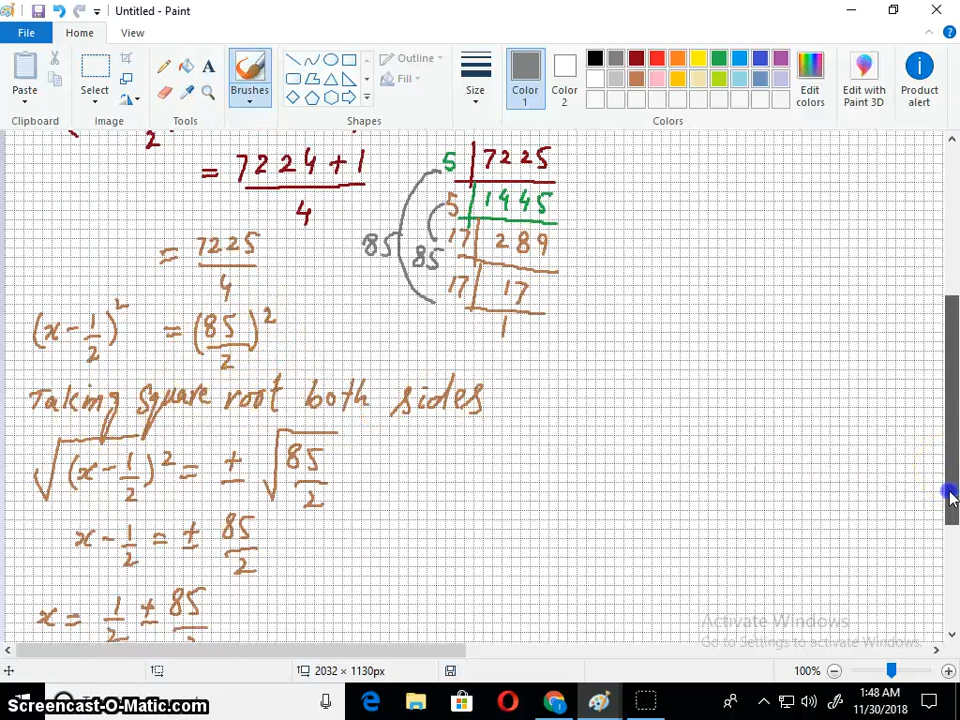 Untitled - Paint
File Home View
Paste
Select
Brushes
Outline
Fill
Size
Color 1
Color 2
Edit colors
Edit with Paint 3D
Product alert
Clipboard
Image
Tools
Shapes
Colors
2
= 7224 + 1
4
5 | 7225
5 | 1445
17 | 289
17 | 17
1
85
85
= 7225
4
(x - 1/2)² = (85/2)²
Taking square root both sides
√(x - 1/2)² = ± √85/2
x - 1/2 = ± 85/2
x = 1/2 ± 85/2
Activate Windows
Go to Settings to activate Windows.
2032 × 1130px
100%
Screencast-O-Matic.com
1:48 AM
11/30/2018